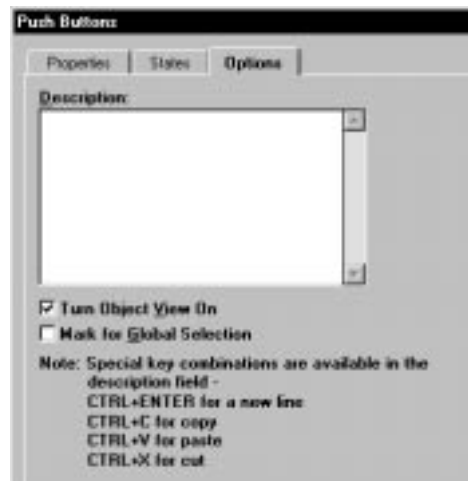 Push Buttons
Properties States Options
Description:
Turn Object View On
Mark for Global Selection
Note: Special key combinations are available in the
description field -
CTRL+ENTER for a new line
CTRL+C for copy
CTRL+V for paste
CTRL+X for cut